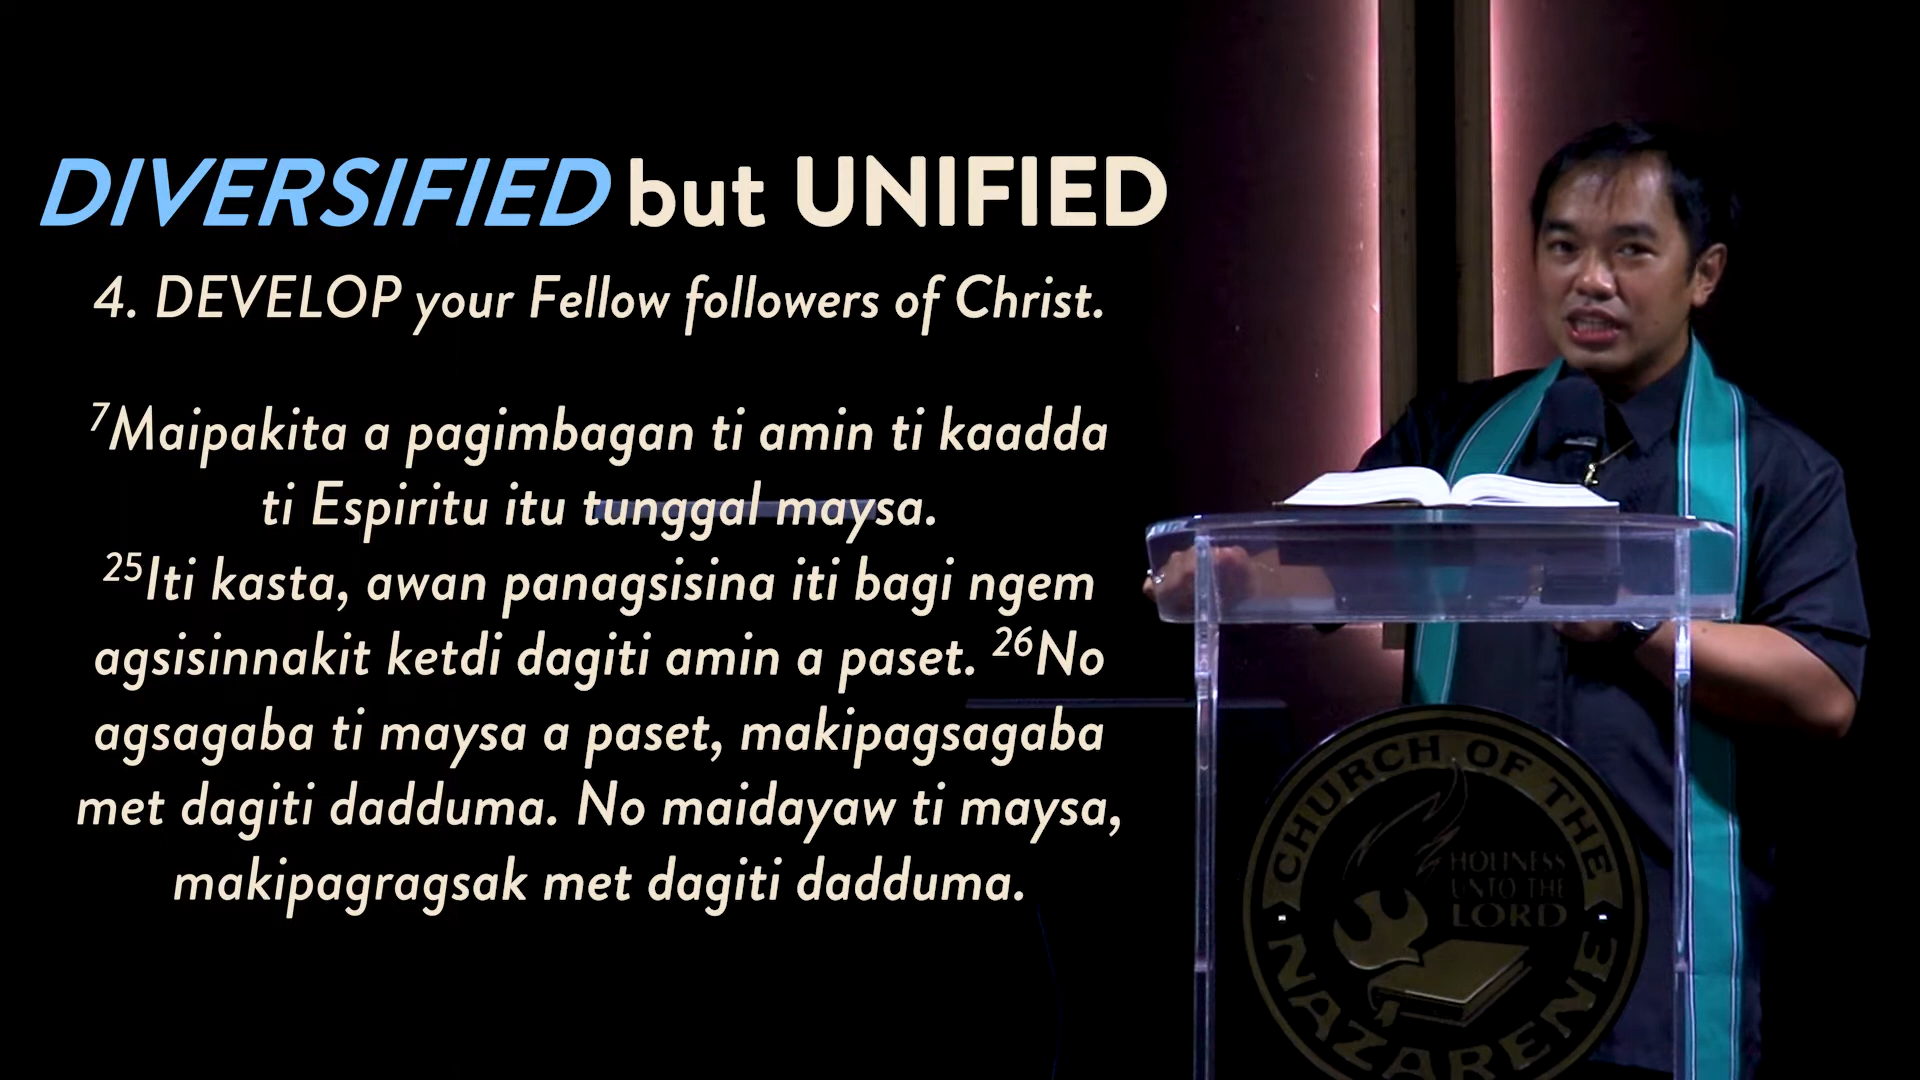 DIVERSIFIED but UNIFIED
4. DEVELOP your Fellow followers of Christ.
⁷Maipakita a pagimbagan ti amin ti kaadda
ti Espiritu itu tunggal maysa.
²⁵Iti kasta, awan panagsisina iti bagi ngem
agsisinnakit ketdi dagiti amin a paset. ²⁶No
agsagaba ti maysa a paset, makipagsagaba
met dagiti dadduma. No maidayaw ti maysa,
makipagragsak met dagiti dadduma.
CHURCH OF THE
NAZARENE
HOLINESS
UNTO THE
LORD